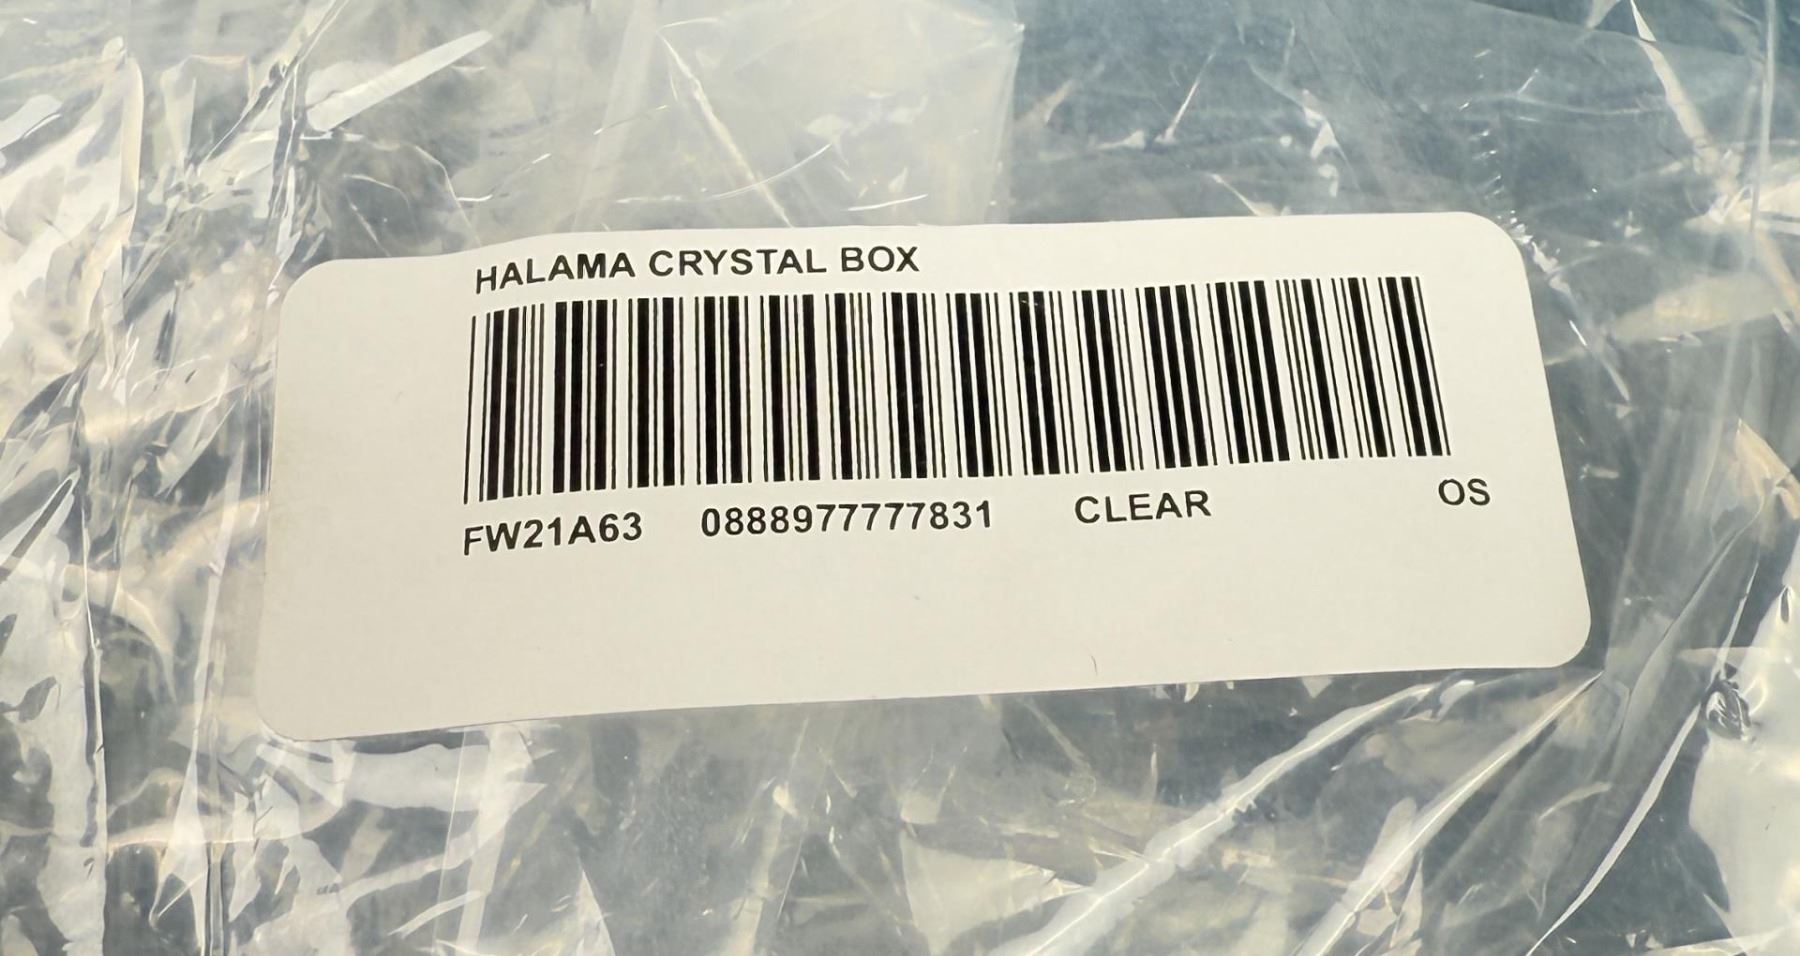 HALAMA CRYSTAL BOX
FW21A63 0888977777831 CLEAR OS